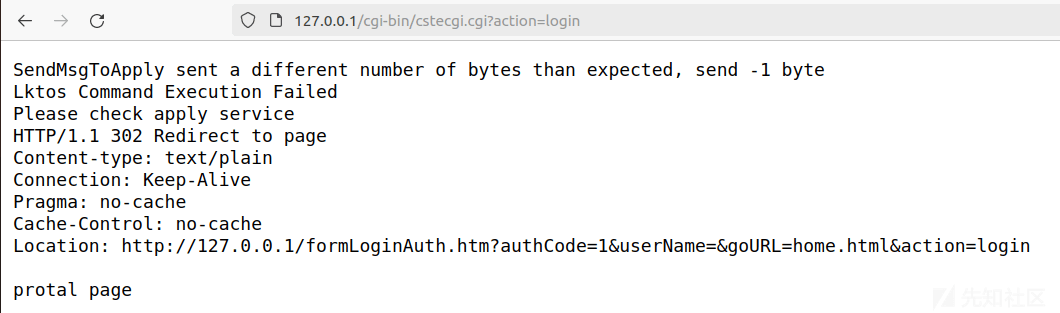 127.0.0.1/cgi-bin/cstecgi.cgi?action=login
SendMsgToApply sent a different number of bytes than expected, send -1 byte
Lktos Command Execution Failed
Please check apply service
HTTP/1.1 302 Redirect to page
Content-type: text/plain
Connection: Keep-Alive
Pragma: no-cache
Cache-Control: no-cache
Location: http://127.0.0.1/formLoginAuth.htm?authCode=1&userName=&goURL=home.html&action=login
protal page
先知社区